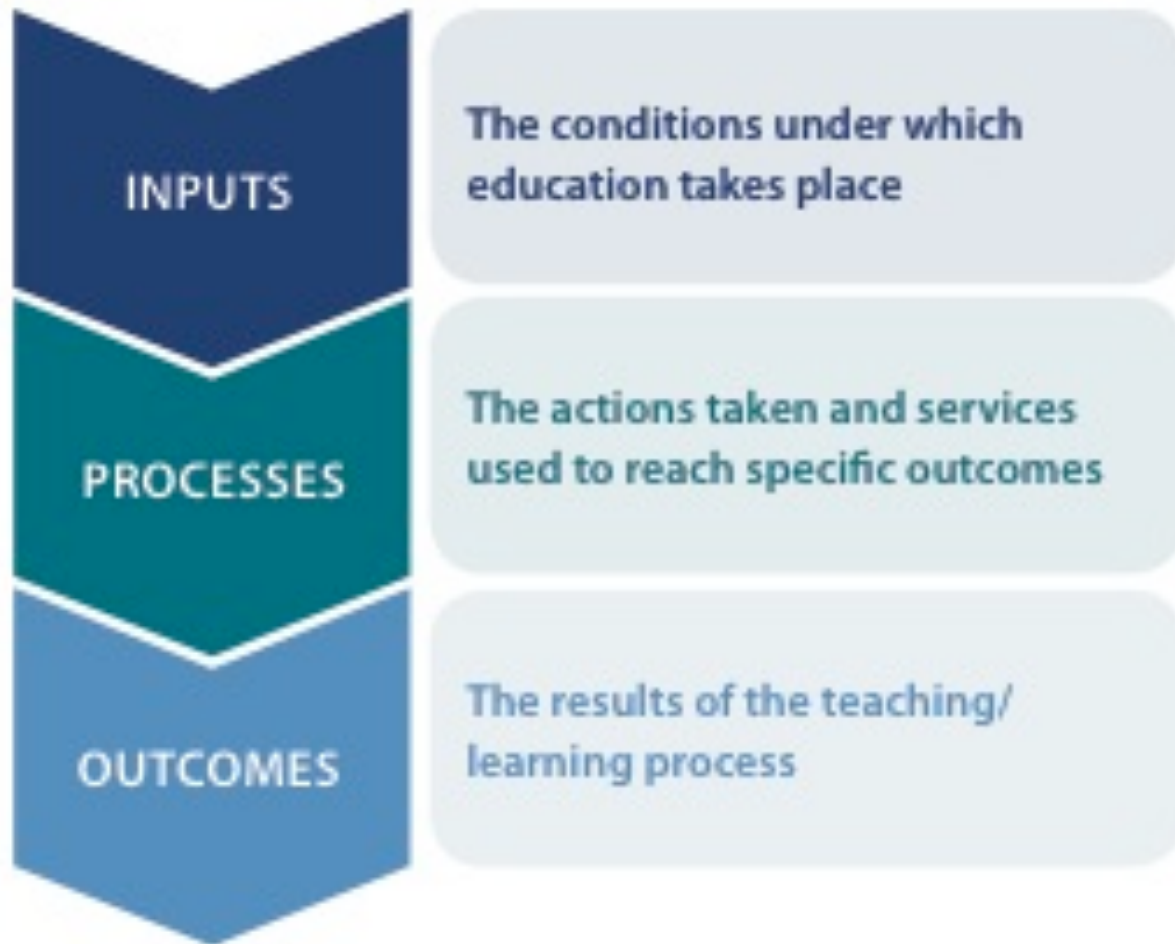 INPUTS
The conditions under which
education takes place
PROCESSES
The actions taken and services
used to reach specific outcomes
OUTCOMES
The results of the teaching/
learning process